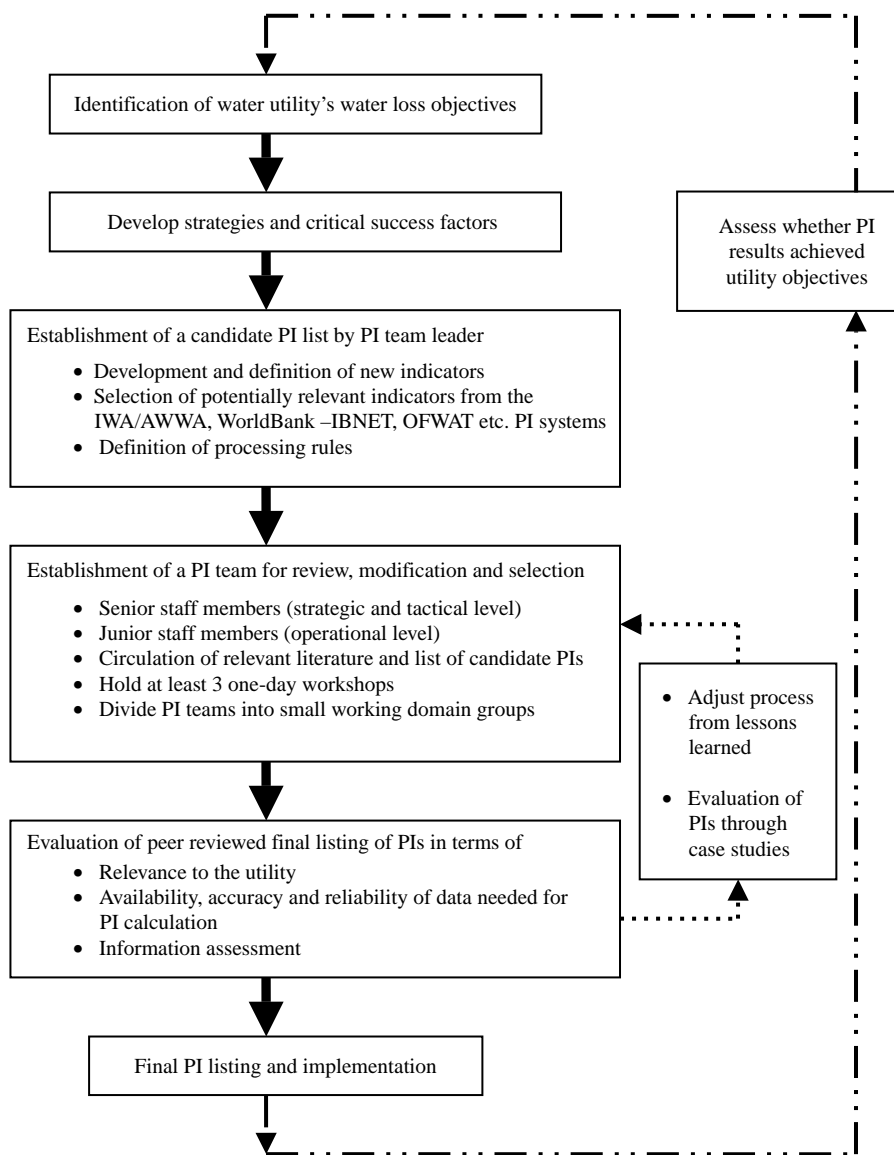 Identification of water utility’s water loss objectives
Develop strategies and critical success factors
Assess whether PI
results achieved
utility objectives
Establishment of a candidate PI list by PI team leader
• Development and definition of new indicators
• Selection of potentially relevant indicators from the
IWA/AWWA, WorldBank –IBNET, OFWAT etc. PI systems
• Definition of processing rules
Establishment of a PI team for review, modification and selection
• Senior staff members (strategic and tactical level)
• Junior staff members (operational level)
• Circulation of relevant literature and list of candidate PIs
• Hold at least 3 one-day workshops
• Divide PI teams into small working domain groups
• Adjust process
from lessons
learned
• Evaluation of
PIs through
case studies
Evaluation of peer reviewed final listing of PIs in terms of
• Relevance to the utility
• Availability, accuracy and reliability of data needed for
PI calculation
• Information assessment
Final PI listing and implementation